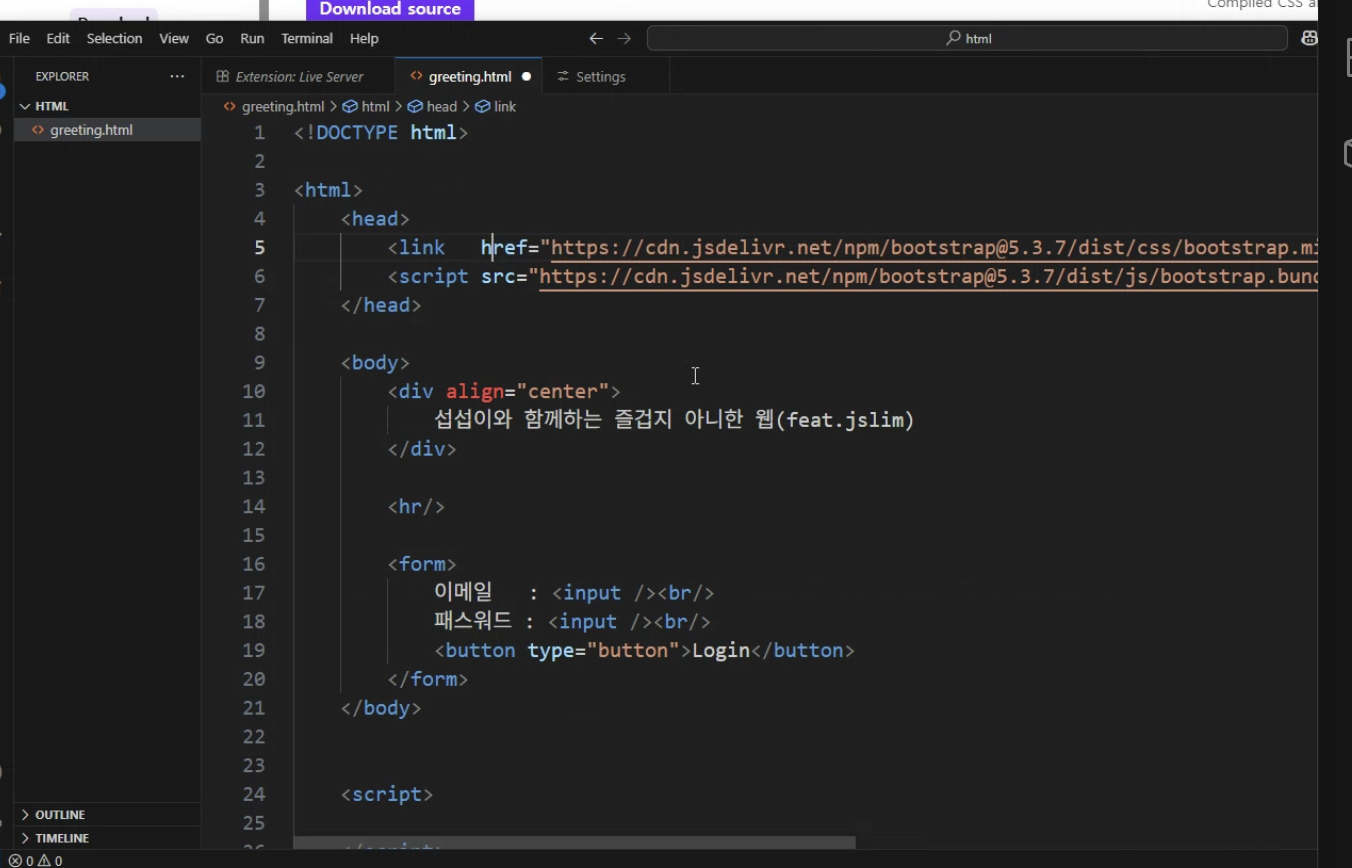 Download source
Compiled CSS a
File Edit Selection View Go Run Terminal Help
html
EXPLORER ···
Extension: Live Server
greeting.html
Settings
HTML
greeting.html
greeting.html > html > head > link
1 <!DOCTYPE html>
2
3 <html>
4 <head>
5 <link href="https://cdn.jsdelivr.net/npm/bootstrap@5.3.7/dist/css/bootstrap.mi
6 <script src="https://cdn.jsdelivr.net/npm/bootstrap@5.3.7/dist/js/bootstrap.bund
7 </head>
8
9 <body>
10 <div align="center">
11 섭섭이와 함께하는 즐겁지 아니한 웹(feat.jslim)
12 </div>
13
14 <hr/>
15
16 <form>
17 이메일 : <input /><br/>
18 패스워드 : <input /><br/>
19 <button type="button">Login</button>
20 </form>
21 </body>
22
23
24 <script>
25
OUTLINE
TIMELINE
0 0